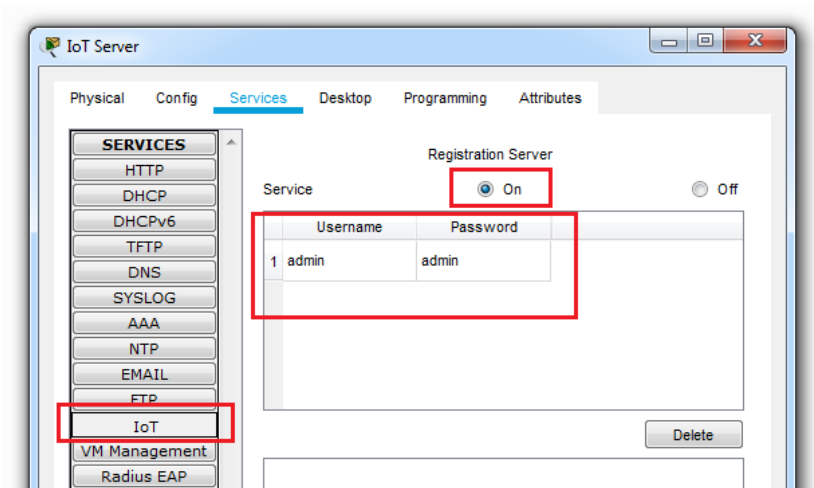 IoT Server
Physical Config Services Desktop Programming Attributes
SERVICES
HTTP
DHCP
DHCPv6
TFTP
DNS
SYSLOG
AAA
NTP
EMAIL
FTP
IoT
VM Management
Radius EAP
Registration Server
Service On Off
Username Password
1 admin admin
Delete